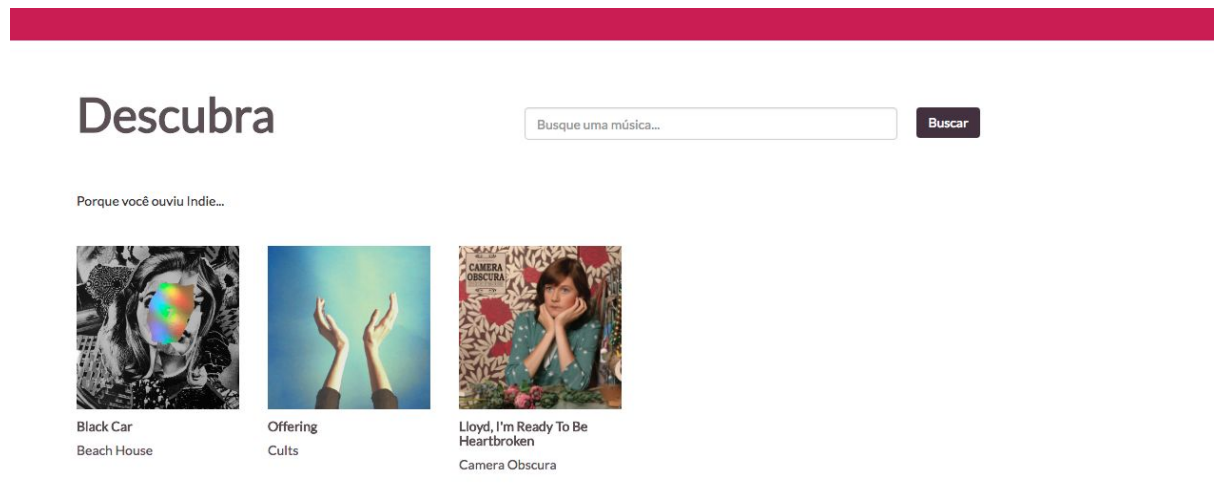 Descubra
Busque uma música...
Buscar
Porque você ouviu Indie...
CAMERA
OBSCURA
Black Car
Beach House
Offering
Cults
Lloyd, I'm Ready To Be
Heartbroken
Camera Obscura